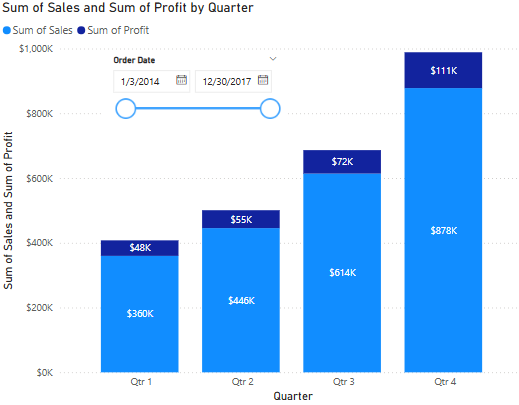 Sum of Sales and Sum of Profit by Quarter
Sum of Sales Sum of Profit
Order Date
1/3/2014 12/30/2017
Sum of Sales and Sum of Profit
$1,000K
$800K
$600K
$400K
$200K
$0K
$48K
$360K
$55K
$446K
$72K
$614K
$111K
$878K
Qtr 1 Qtr 2 Qtr 3 Qtr 4
Quarter